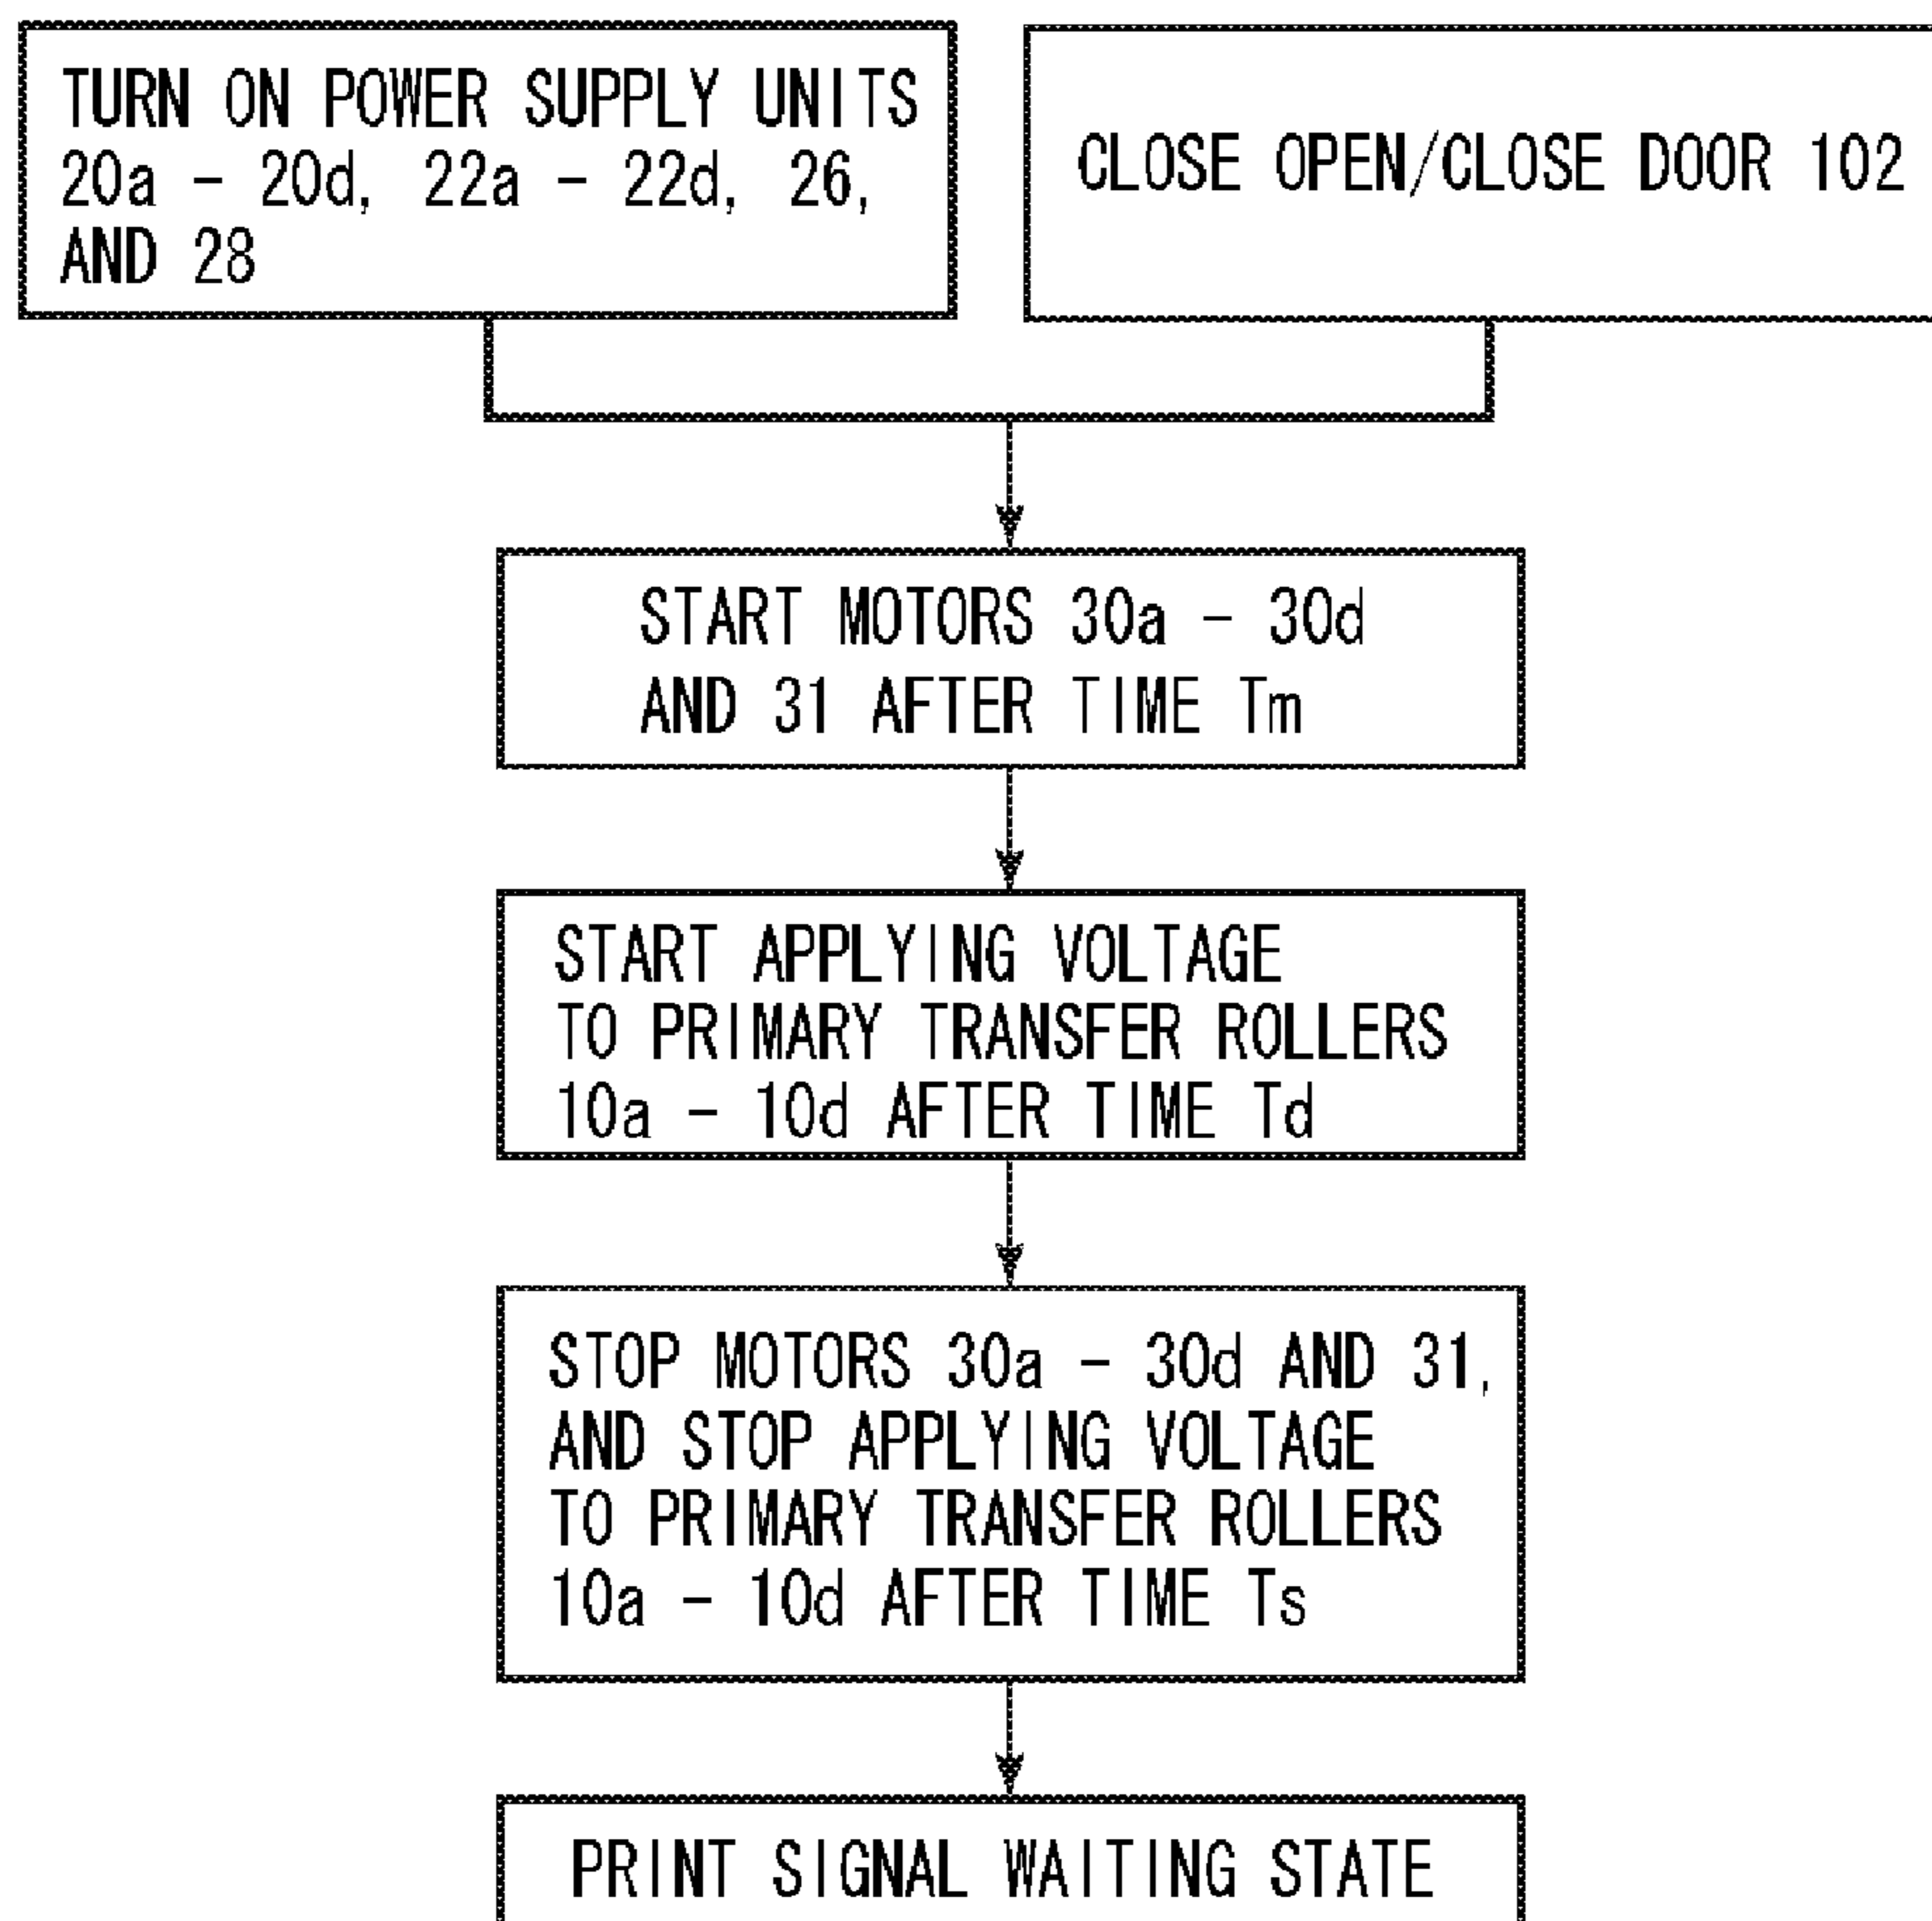 TURN ON POWER SUPPLY UNITS
20a - 20d, 22a - 22d, 26,
AND 28
CLOSE OPEN/CLOSE DOOR 102
START MOTORS 30a - 30d
AND 31 AFTER TIME Tm
START APPLYING VOLTAGE
TO PRIMARY TRANSFER ROLLERS
10a - 10d AFTER TIME Td
STOP MOTORS 30a - 30d AND 31,
AND STOP APPLYING VOLTAGE
TO PRIMARY TRANSFER ROLLERS
10a - 10d AFTER TIME Ts
PRINT SIGNAL WAITING STATE